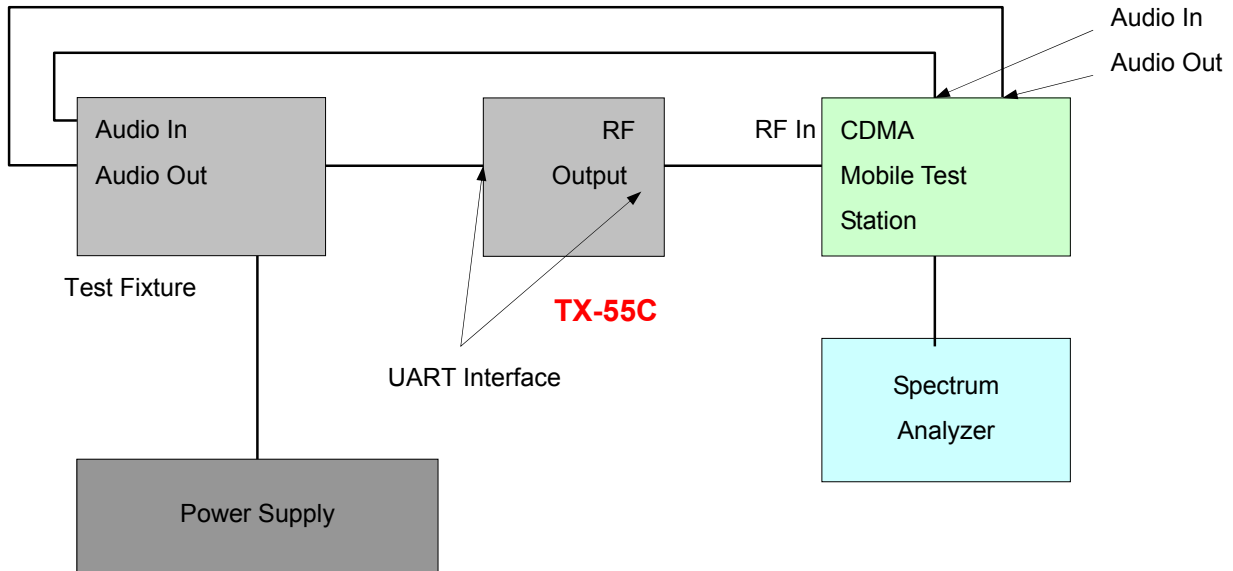 Audio In
Audio Out
Audio In
Audio Out
Test Fixture
RF
Output
TX-55C
UART Interface
RF In
CDMA
Mobile Test
Station
Spectrum
Analyzer
Power Supply